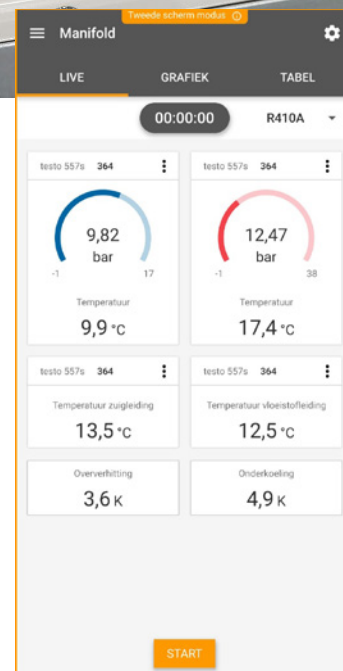 Tweede scherm modus
Manifold
LIVE GRAFIEK TABEL
00:00:00 R410A
testo 557s 364 testo 557s 364
9,82 12,47
bar bar
-1 17 -1 38
Temperatuur Temperatuur
9,9 °C 17,4 °C
testo 557s 364 testo 557s 364
Temperatuur zuigleiding Temperatuur vloeistofleiding
13,5 °C 12,5 °C
Oververhitting Onderkoeling
3,6 K 4,9 K
START